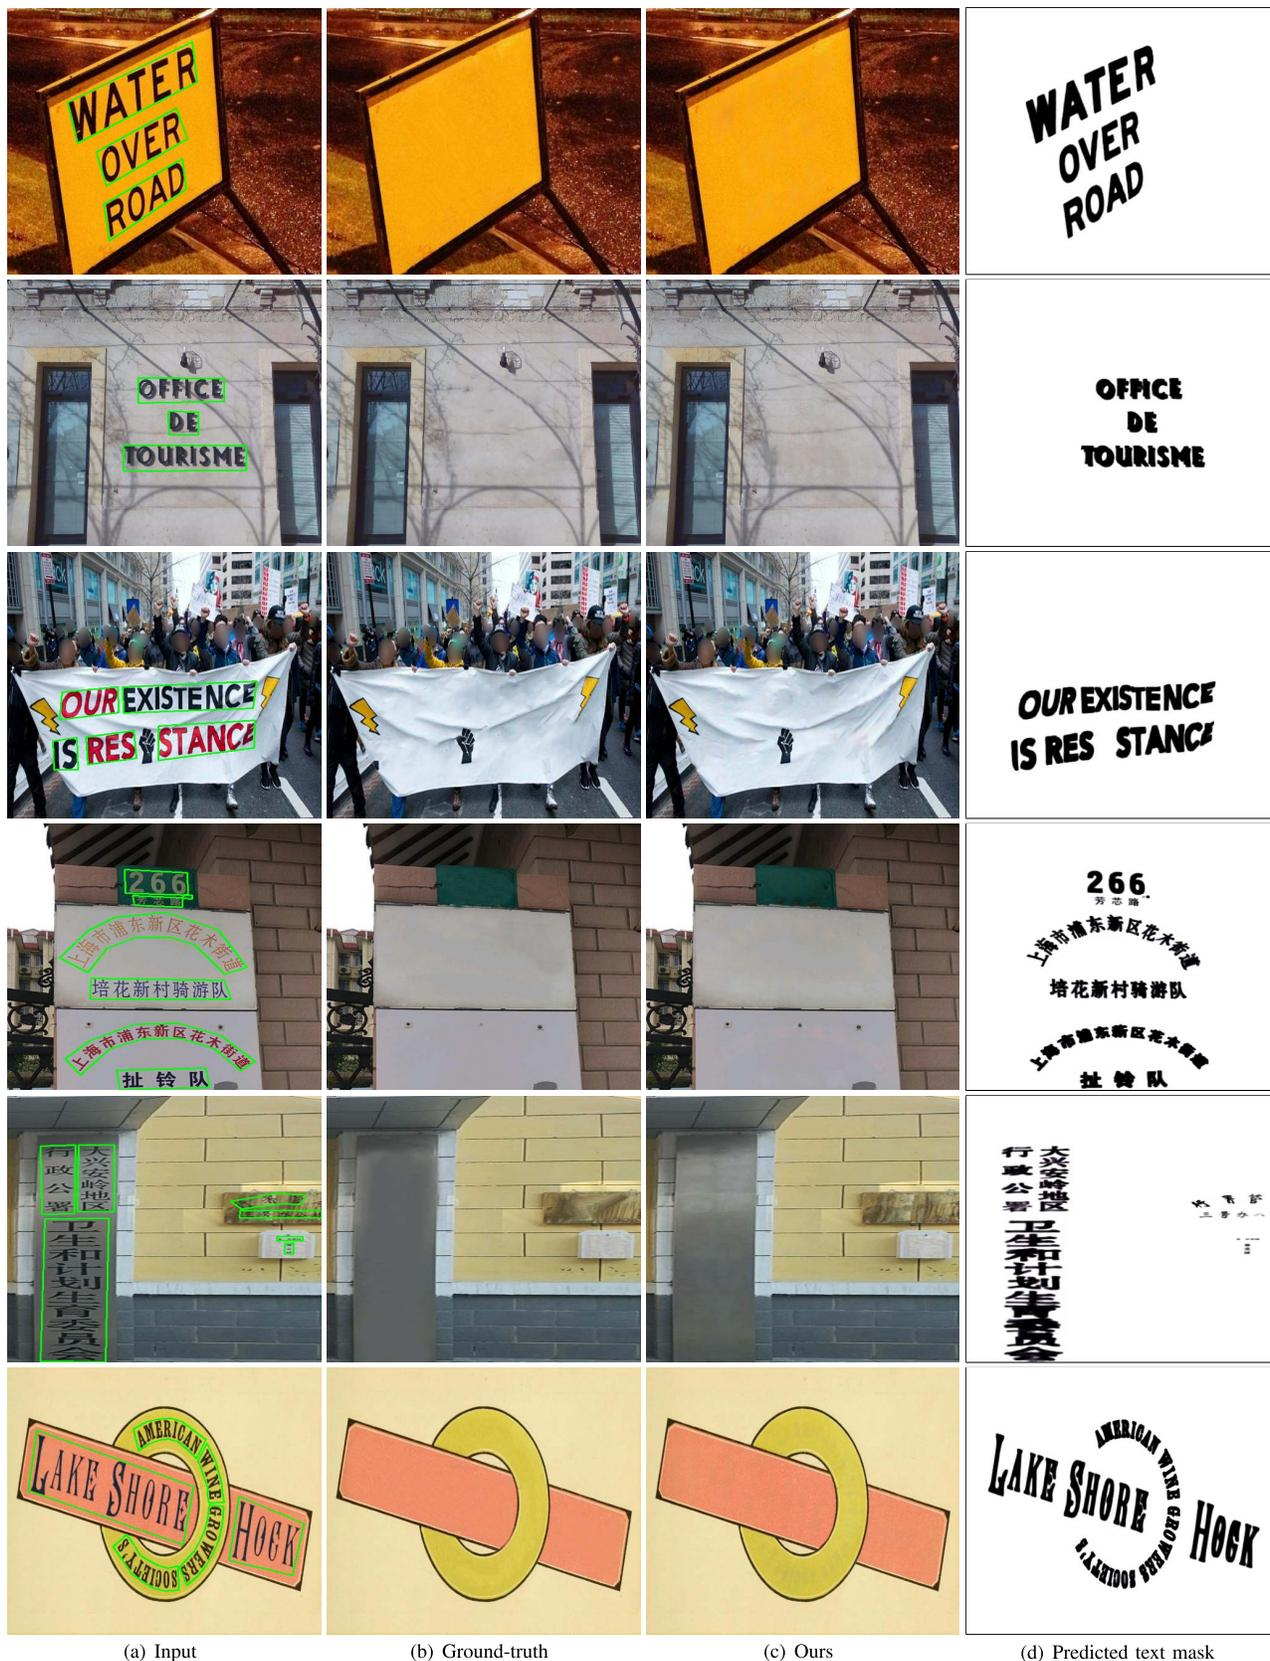 WATER
OVER
ROAD
WATER
OVER
ROAD
OFFICE
DE
TOURISME
OFFICE
DE
TOURISME
OUR EXISTENCE
IS RES STANCE
OUR EXISTENCE
IS RES STANCE
266
芳芯路
上海市浦东新区花木街道
培花新村骑游队
上海市浦东新区花木街道
扯铃队
266
芳芯路
上海市浦东新区花木街道
培花新村骑游队
上海市浦东新区花木街道
扯铃队
大兴安岭地区
行政公署
卫生和计划生育委员会
大兴安岭地区
行政公署
卫生和计划生育委员会
AMERICAN WINE GROWERS SOCIETY'S
LAKE SHORE HOCK
AMERICAN WINE GROWERS SOCIETY'S
LAKE SHORE HOCK
(a) Input
(b) Ground-truth
(c) Ours
(d) Predicted text mask